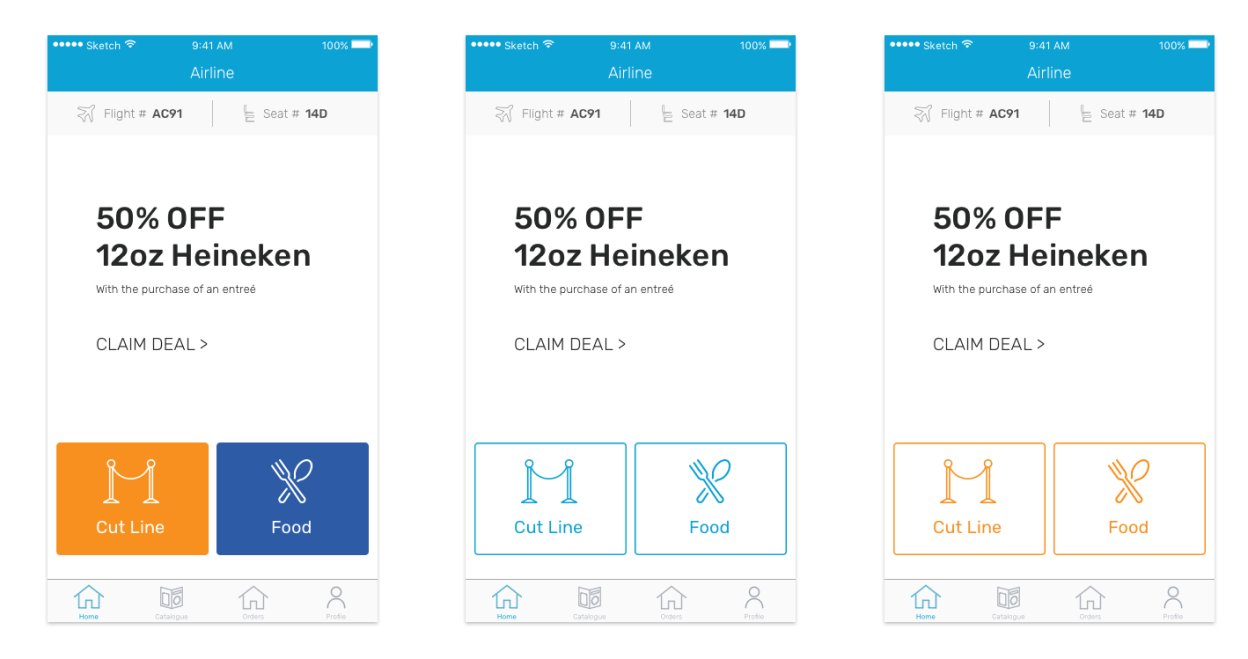 Sketch 9:41 AM 100%
Airline
Flight # AC91 Seat # 14D
50% OFF
12oz Heineken
With the purchase of an entreé
CLAIM DEAL >
Cut Line Food
Home Catalogue Orders Profile
Sketch 9:41 AM 100%
Airline
Flight # AC91 Seat # 14D
50% OFF
12oz Heineken
With the purchase of an entreé
CLAIM DEAL >
Cut Line Food
Home Catalogue Orders Profile
Sketch 9:41 AM 100%
Airline
Flight # AC91 Seat # 14D
50% OFF
12oz Heineken
With the purchase of an entreé
CLAIM DEAL >
Cut Line Food
Home Catalogue Orders Profile